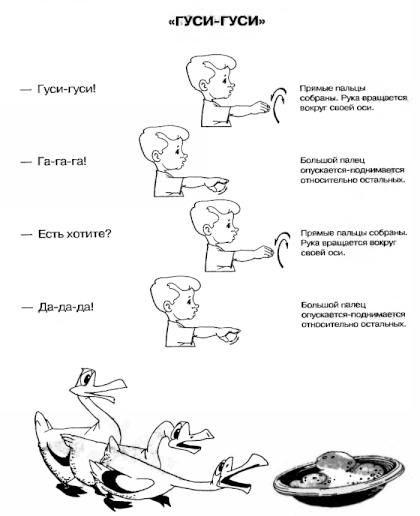 «ГУСИ-ГУСИ»
— Гуси-гуси!
Прямые пальцы
собраны. Рука вращается
вокруг своей оси.
— Га-га-га!
Большой палец
опускается-поднимается
относительно остальных.
— Есть хотите?
Прямые пальцы собраны.
Рука вращается вокруг
своей оси.
— Да-да-да!
Большой палец
опускается-поднимается
относительно остальных.